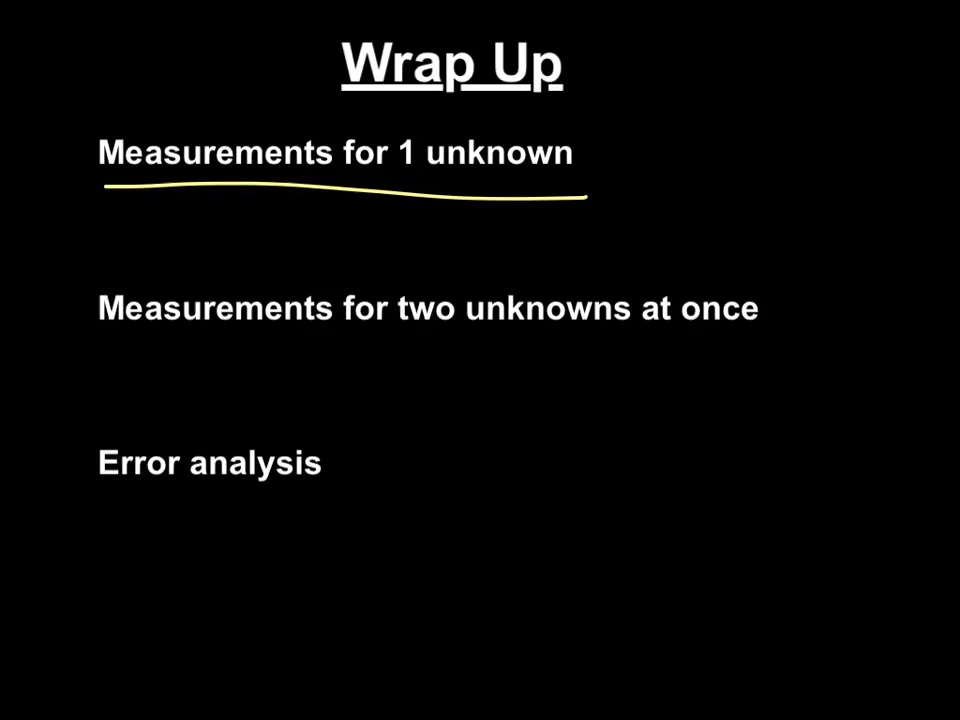 Wrap Up
Measurements for 1 unknown
Measurements for two unknowns at once
Error analysis